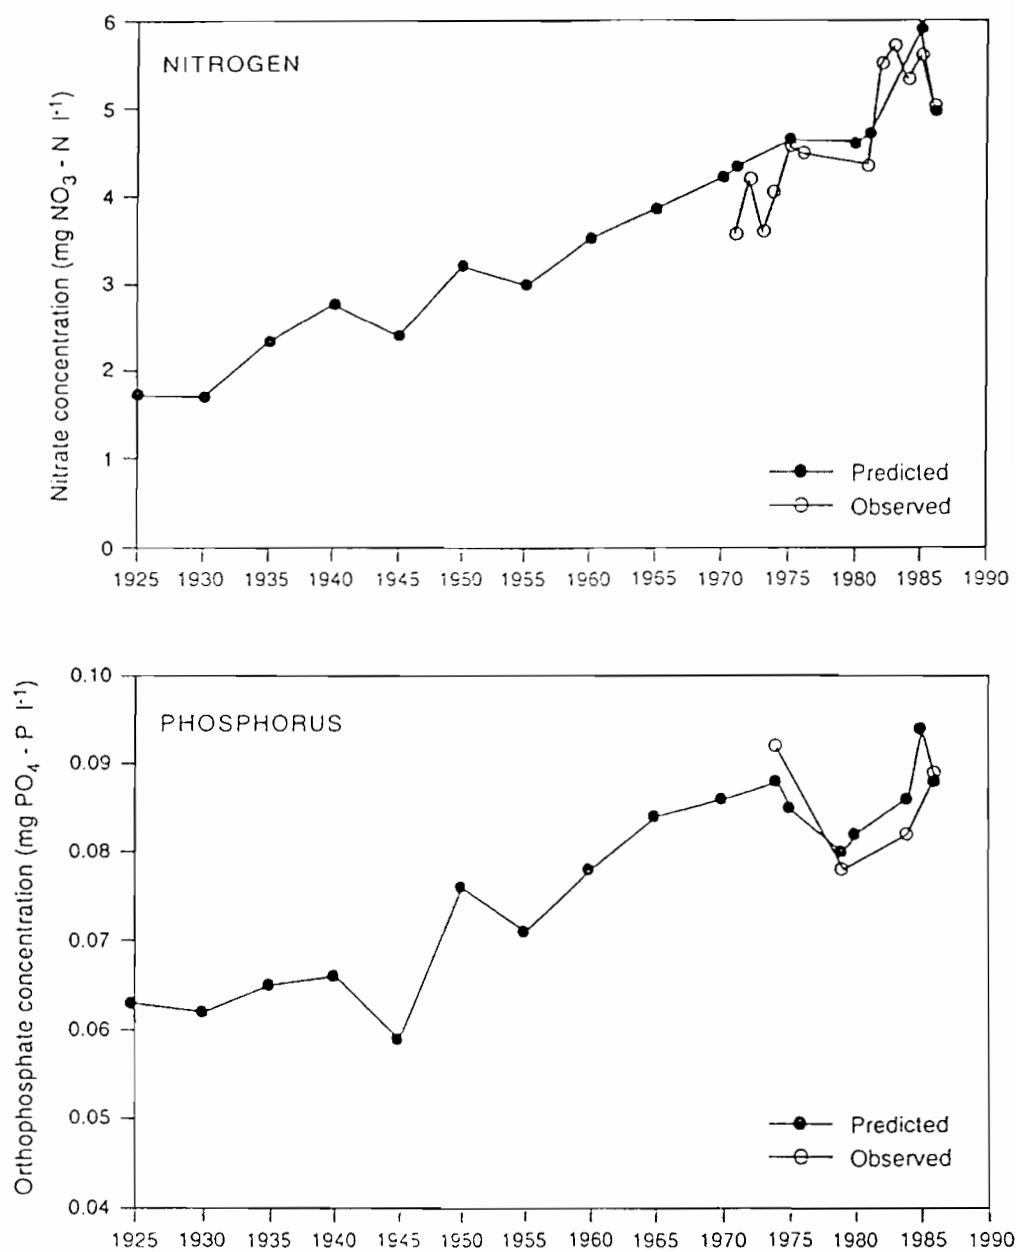 NITROGEN
Nitrate concentration (mg NO3 - N l-1)
6
5
4
3
2
1
0
Predicted
Observed
1925 1930 1935 1940 1945 1950 1955 1960 1965 1970 1975 1980 1985 1990
PHOSPHORUS
Orthophosphate concentration (mg PO4 - P l-1)
0.10
0.09
0.08
0.07
0.06
0.05
0.04
Predicted
Observed
1925 1930 1935 1940 1945 1950 1955 1960 1965 1970 1975 1980 1985 1990